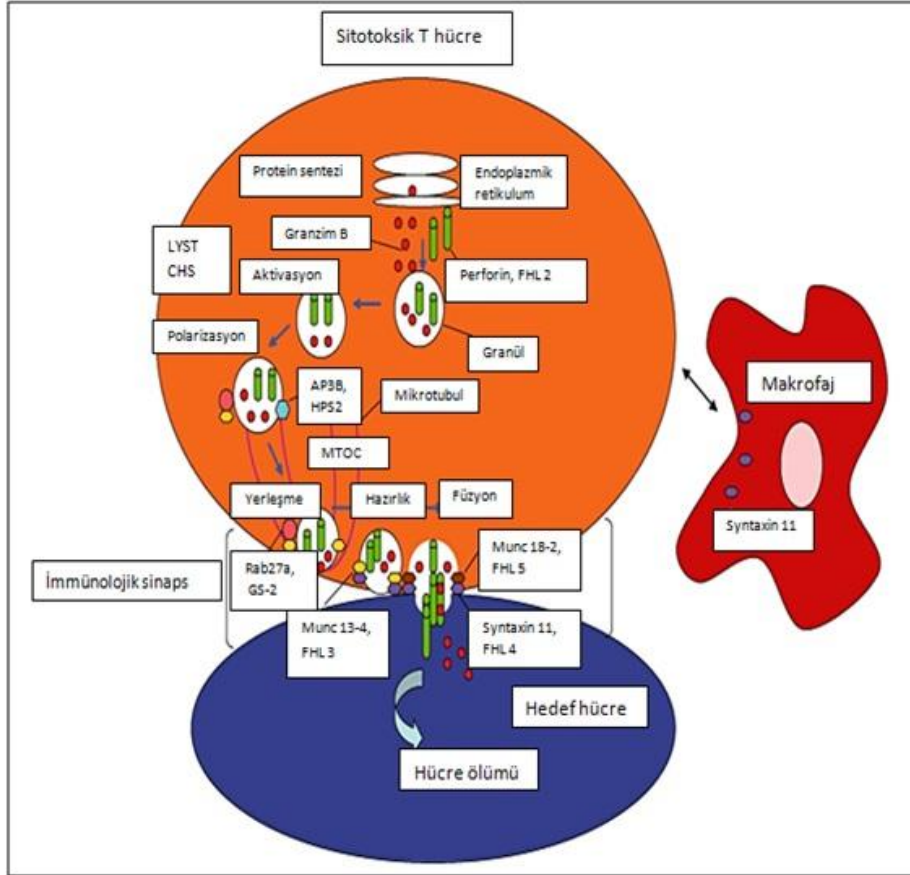 Sitotoksik T hücre
Protein sentezi
Endoplazmik
retikulum
Granzim B
LYST
CHS
Aktivasyon
Perforin, FHL 2
Polarizasyon
Granül
AP3B,
HPS2
Mikrotubul
Makrofaj
MTOC
Yerleşme
Hazırlık
Füzyon
Syntaxin 11
Munc 18-2,
FHL 5
İmmünolojik sinaps
Rab27a,
GS-2
Munc 13-4,
FHL 3
Syntaxin 11,
FHL 4
Hedef hücre
Hücre ölümü